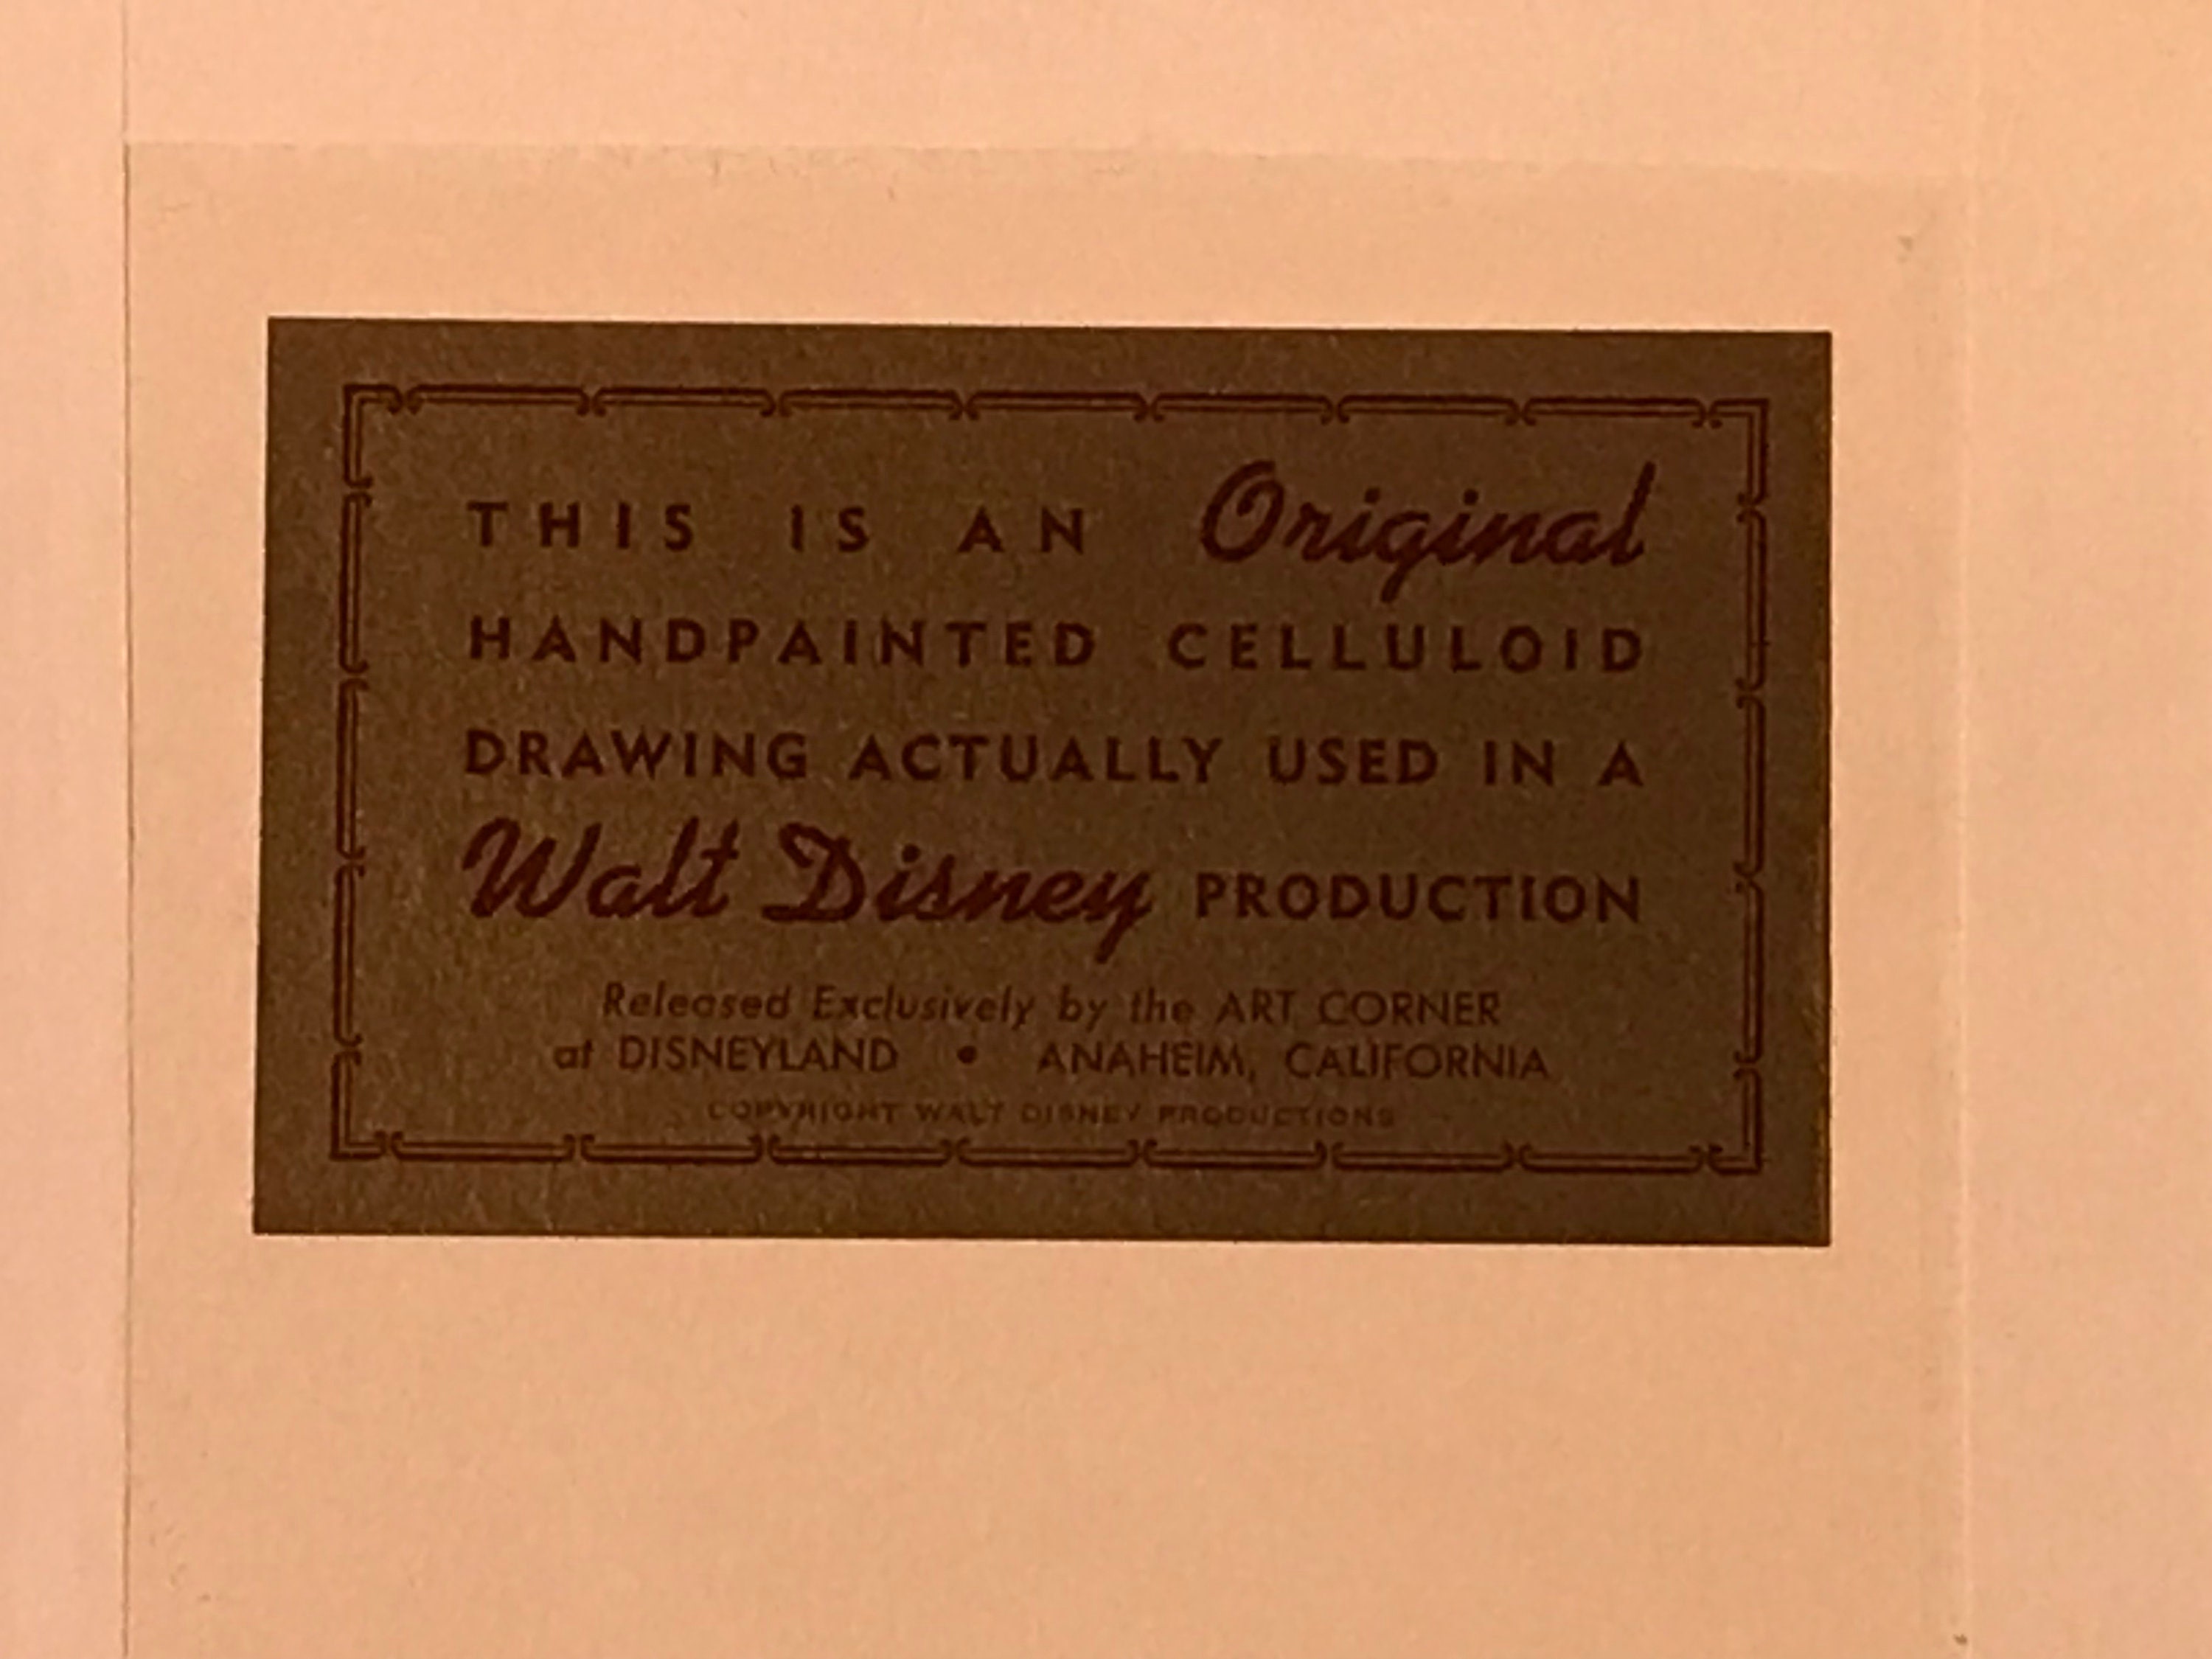 THIS IS AN Original
HANDPAINTED CELLULOID
DRAWING ACTUALLY USED IN A
Walt Disney PRODUCTION
Released Exclusively by the ART CORNER
at DISNEYLAND • ANAHEIM, CALIFORNIA
COPYRIGHT WALT DISNEY PRODUCTIONS